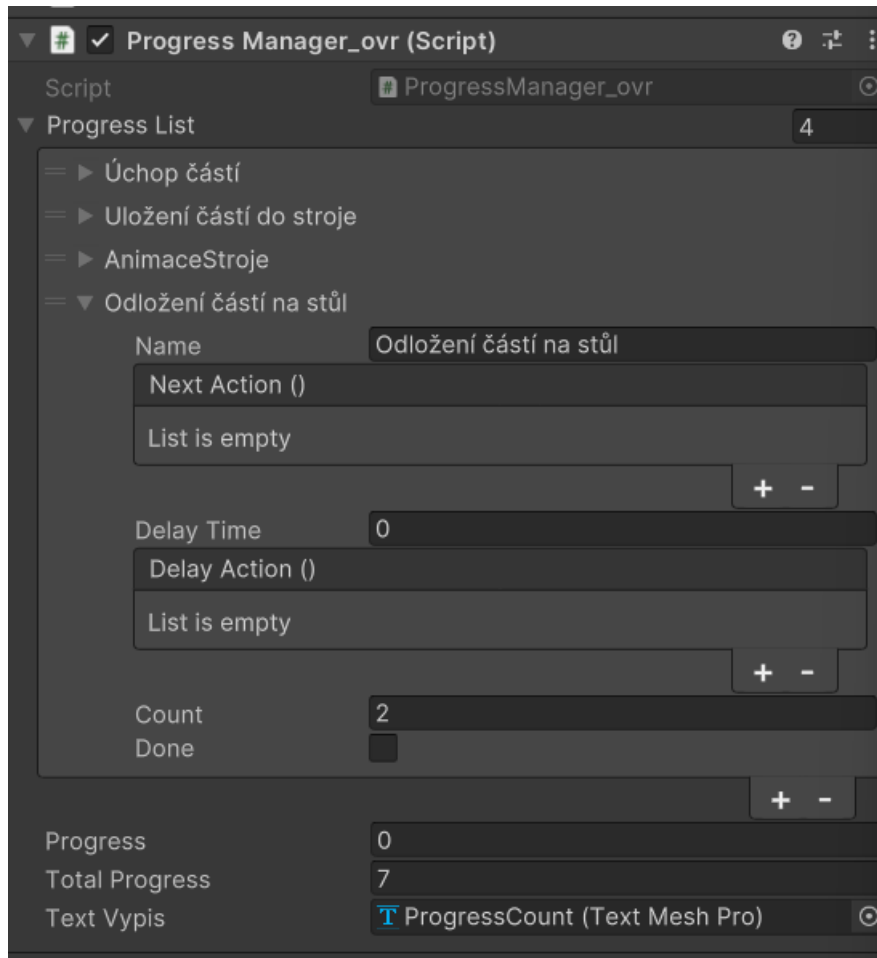 Progress Manager_ovr (Script)
Script ProgressManager_ovr
Progress List 4
Úchop částí
Uložení částí do stroje
AnimaceStroje
Odložení částí na stůl
Name Odložení částí na stůl
Next Action ()
List is empty
+ -
Delay Time 0
Delay Action ()
List is empty
+ -
Count 2
Done
+ -
Progress 0
Total Progress 7
Text Vypis ProgressCount (Text Mesh Pro)